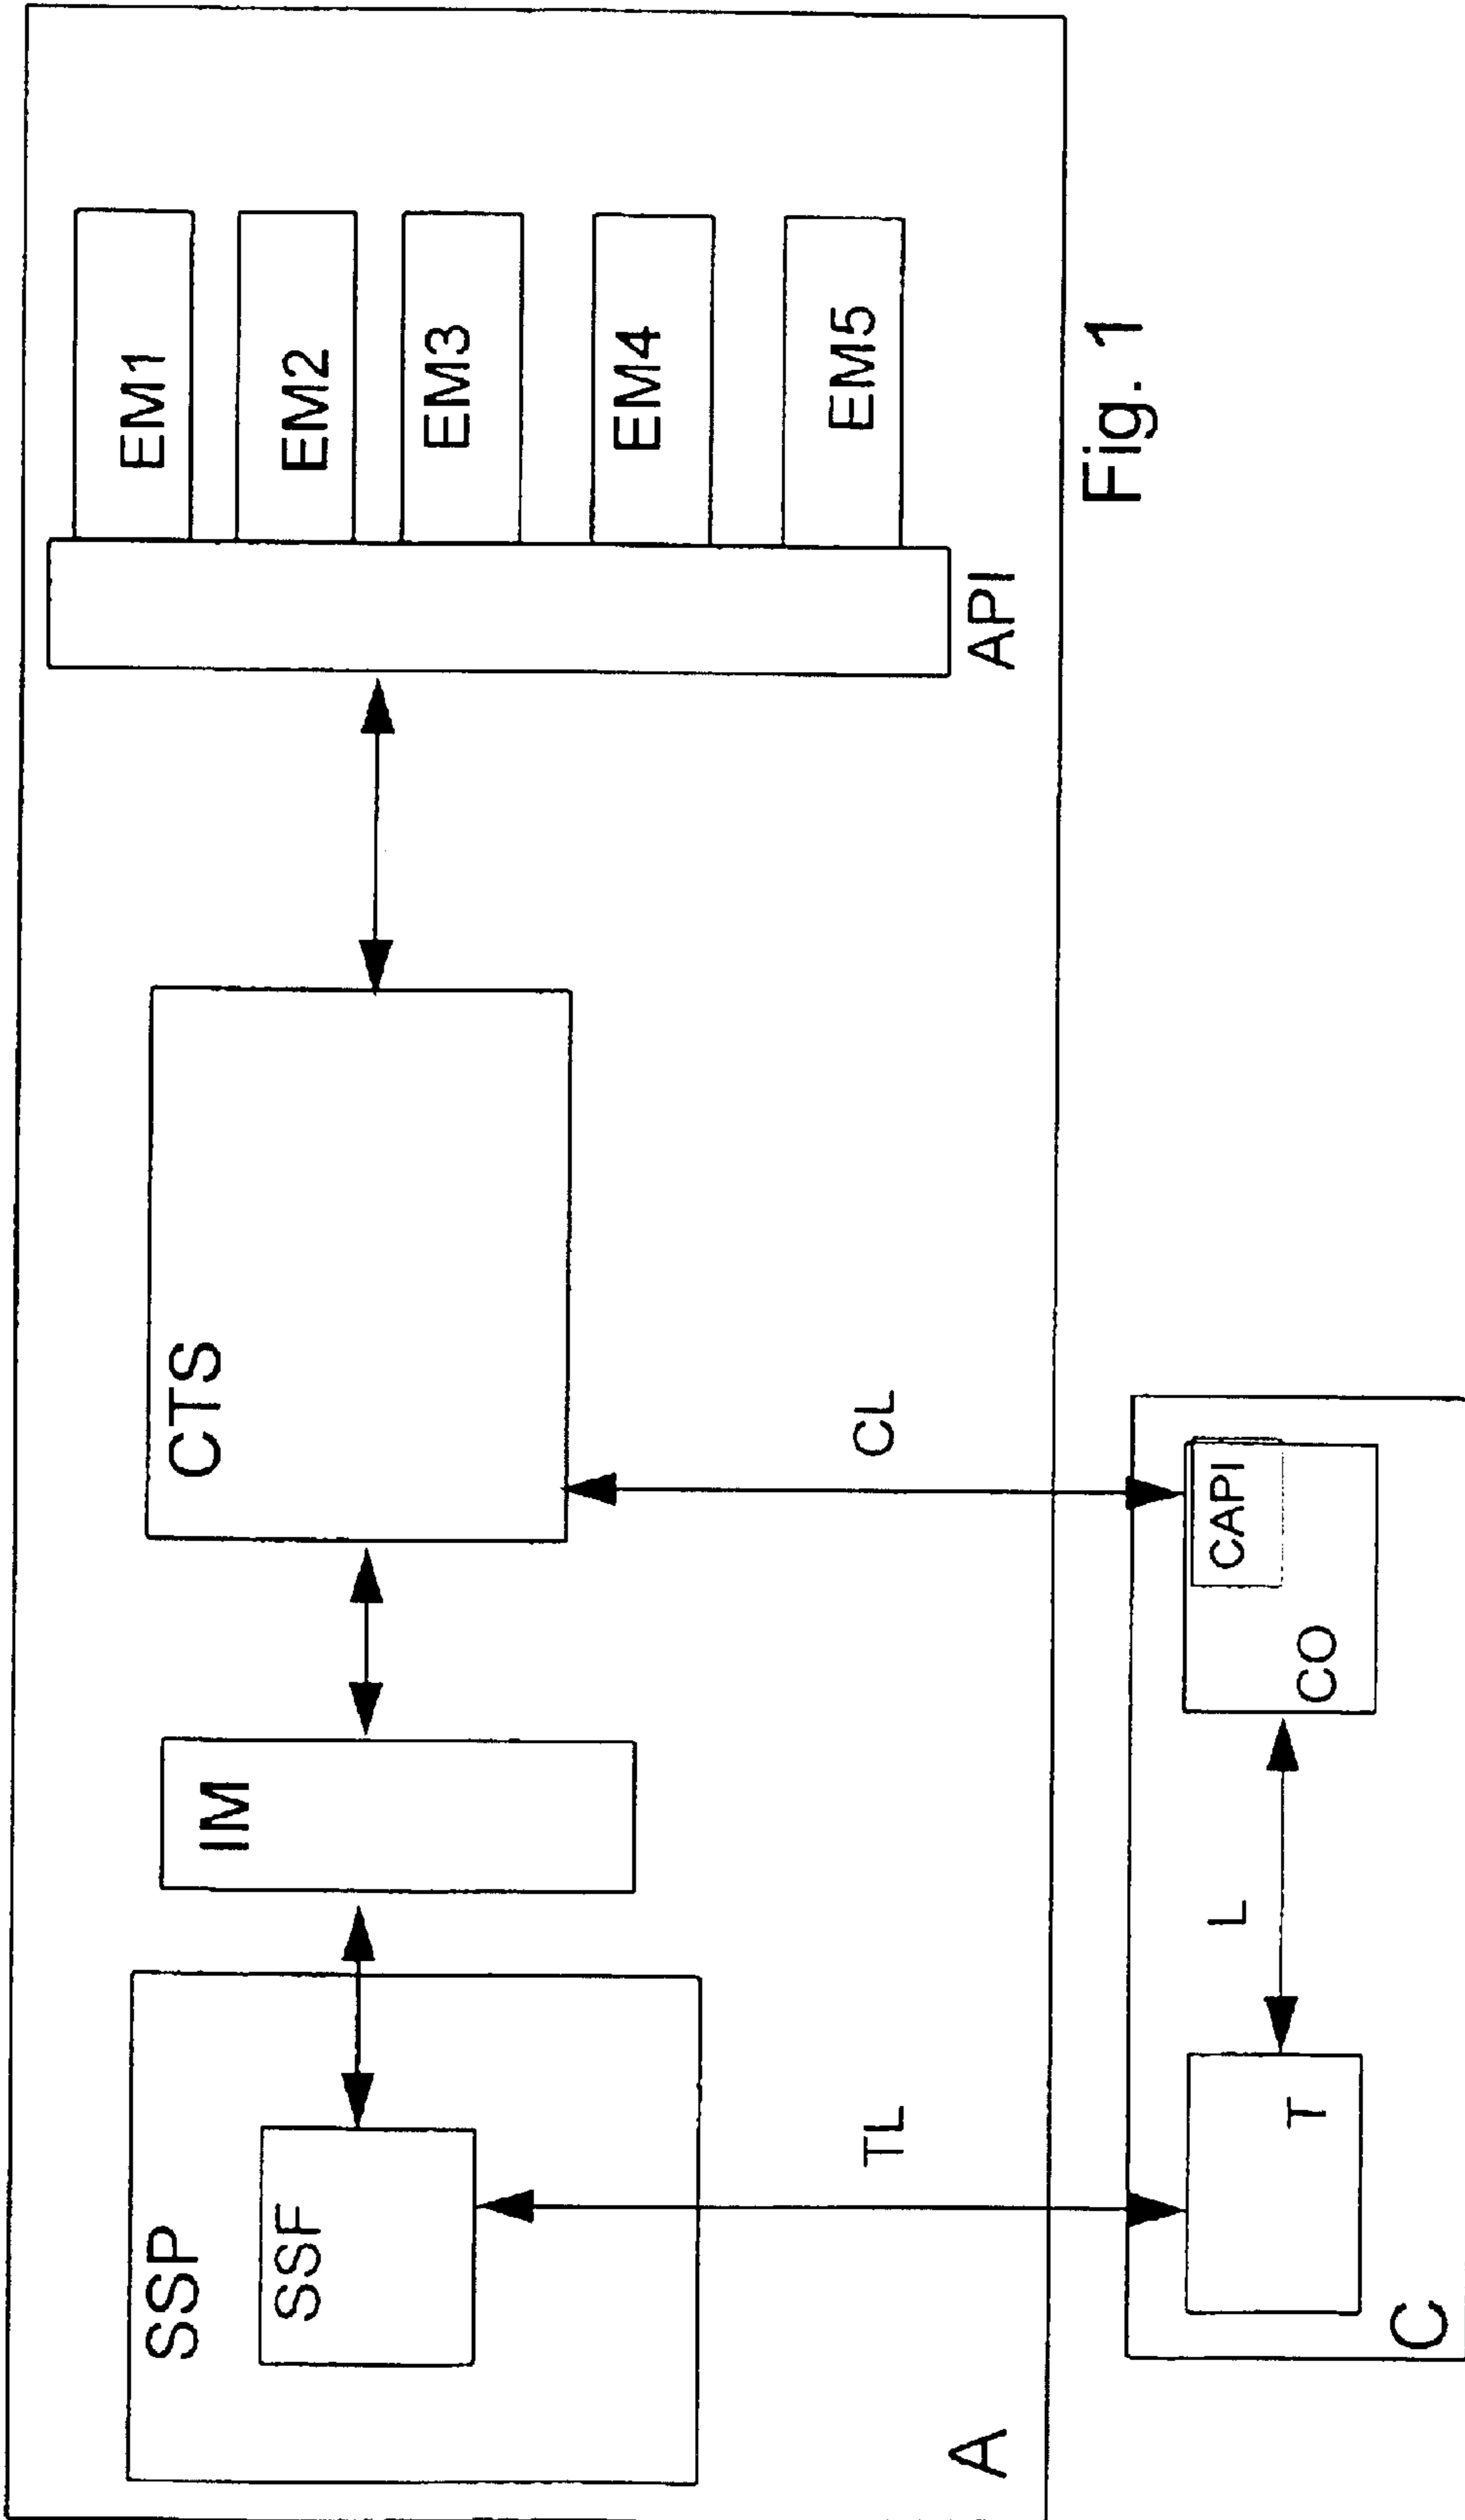 SSP
SSF
IM
CTS
EM1
EM2
EM3
EM4
EM5
API
A
TL
CL
Fig. 1
CAPI
CO
L
T
C